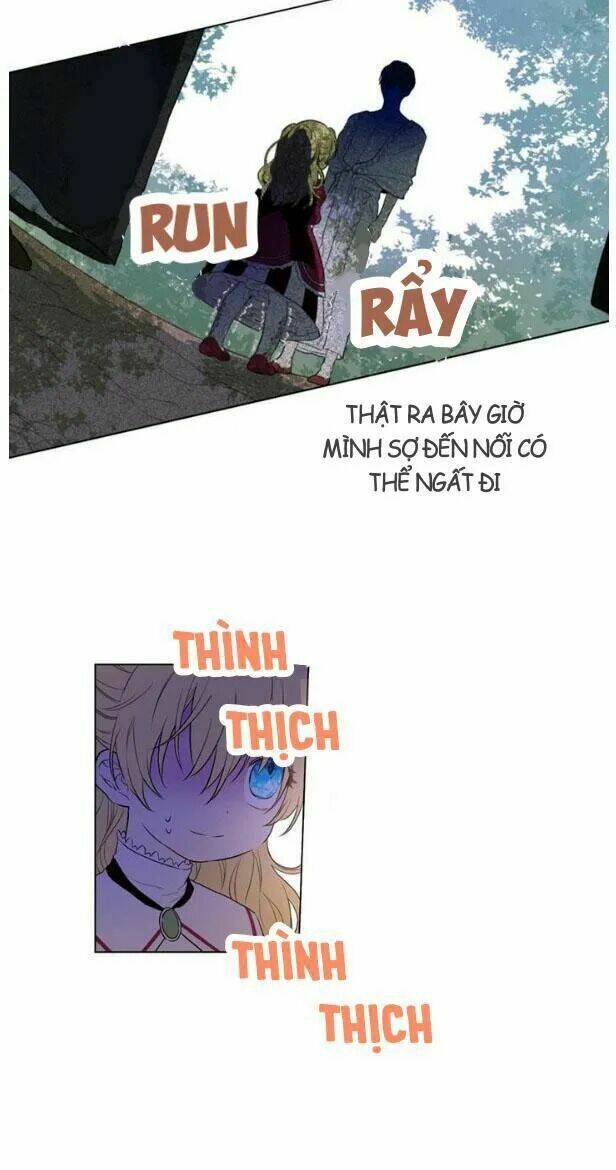 RUN
RẨY
THẬT RA BÂY GIỜ
MÌNH SỢ ĐẾN NỖI CÓ
THỂ NGẤT ĐI
THÌNH
THỊCH
THÌNH
THỊCH